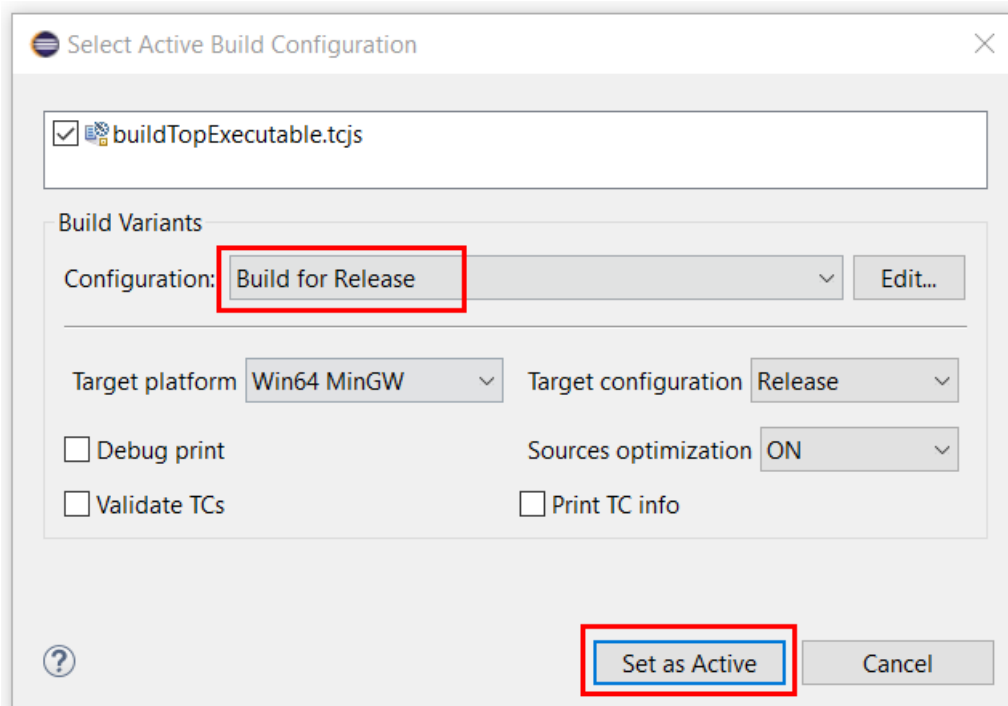 Select Active Build Configuration
buildTopExecutable.tcjs
Build Variants
Configuration: Build for Release Edit...
Target platform Win64 MinGW Target configuration Release
Debug print Sources optimization ON
Validate TCs Print TC info
? Set as Active Cancel